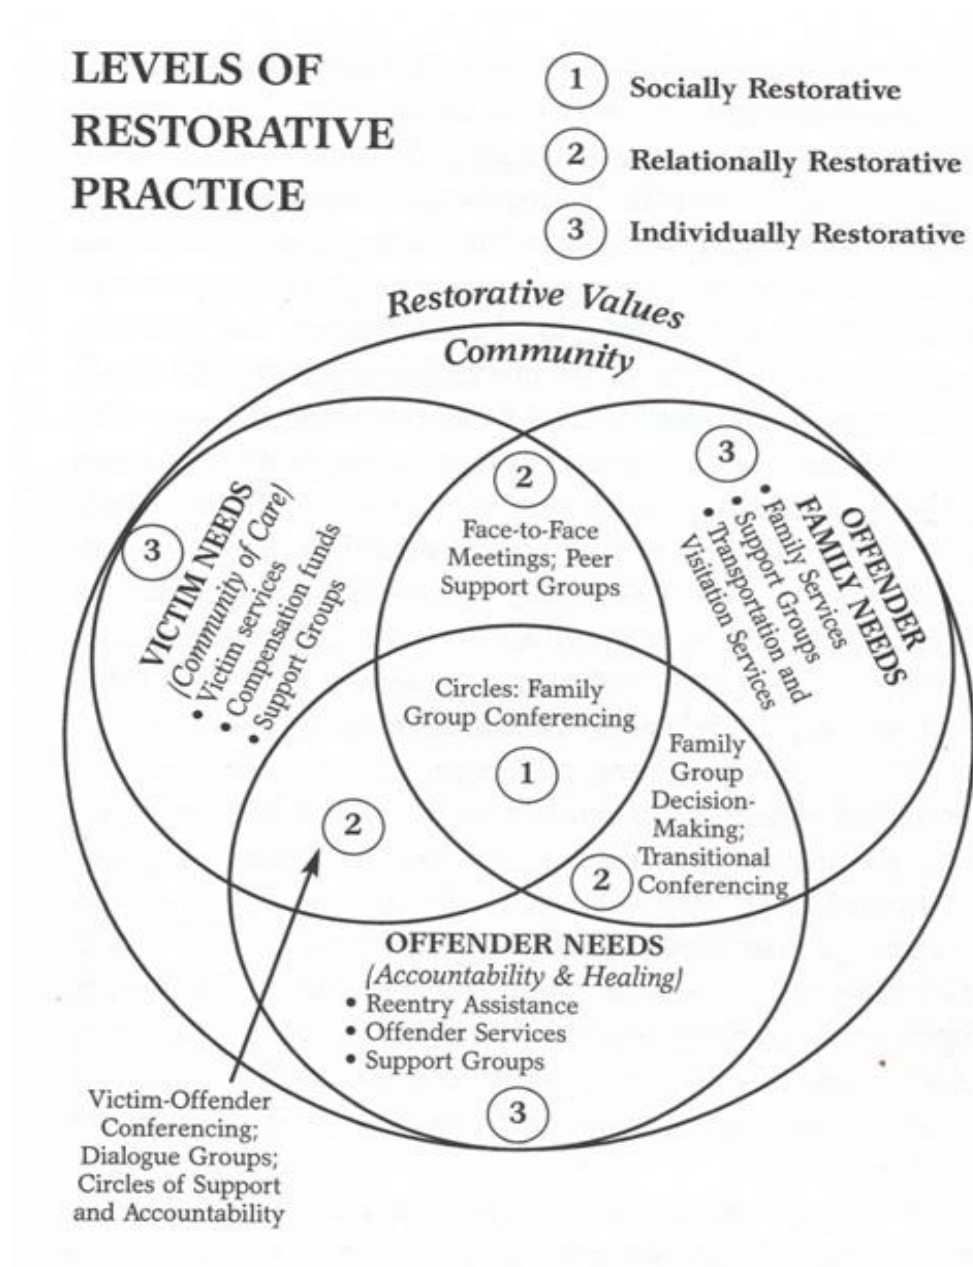 LEVELS OF
RESTORATIVE
PRACTICE
1 Socially Restorative
2 Relationally Restorative
3 Individually Restorative
Restorative Values
Community
3
VICTIM NEEDS
(Community of Care)
• Victim services
• Compensation funds
• Support Groups
2
Face-to-Face
Meetings; Peer
Support Groups
3
OFFENDER
FAMILY NEEDS
• Family Services
• Support Groups
• Transportation and
Visitation Services
Circles: Family
Group Conferencing
1
2
Family
Group
Decision-
Making;
Transitional
Conferencing
2
OFFENDER NEEDS
(Accountability & Healing)
• Reentry Assistance
• Offender Services
• Support Groups
3
Victim-Offender
Conferencing;
Dialogue Groups;
Circles of Support
and Accountability